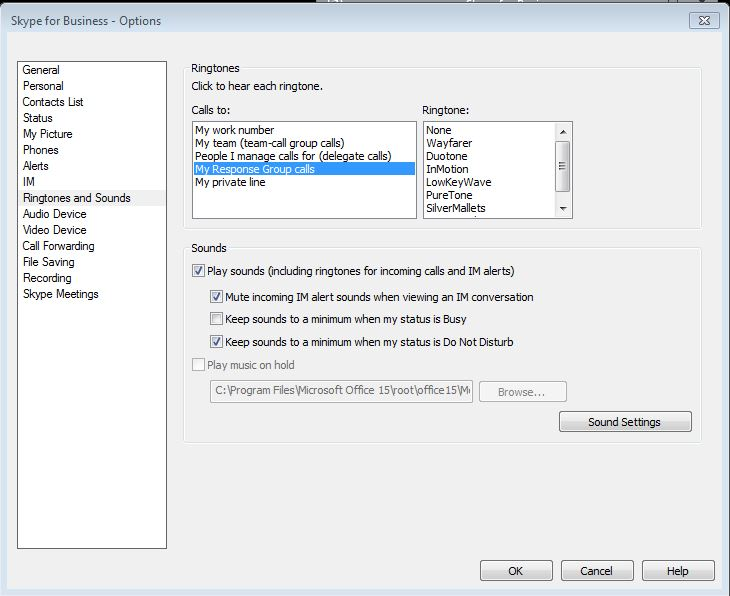 Skype for Business - Options
General
Personal
Contacts List
Status
My Picture
Phones
Alerts
IM
Ringtones and Sounds
Audio Device
Video Device
Call Forwarding
File Saving
Recording
Skype Meetings
Ringtones
Click to hear each ringtone.
Calls to:
My work number
My team (team-call group calls)
People I manage calls for (delegate calls)
My Response Group calls
My private line
Ringtone:
None
Wayfarer
Duotone
InMotion
LowKeyWave
PureTone
SilverMallets
Sounds
Play sounds (including ringtones for incoming calls and IM alerts)
Mute incoming IM alert sounds when viewing an IM conversation
Keep sounds to a minimum when my status is Busy
Keep sounds to a minimum when my status is Do Not Disturb
Play music on hold
C:\Program Files\Microsoft Office 15\root\office15\Me
Browse...
Sound Settings
OK
Cancel
Help